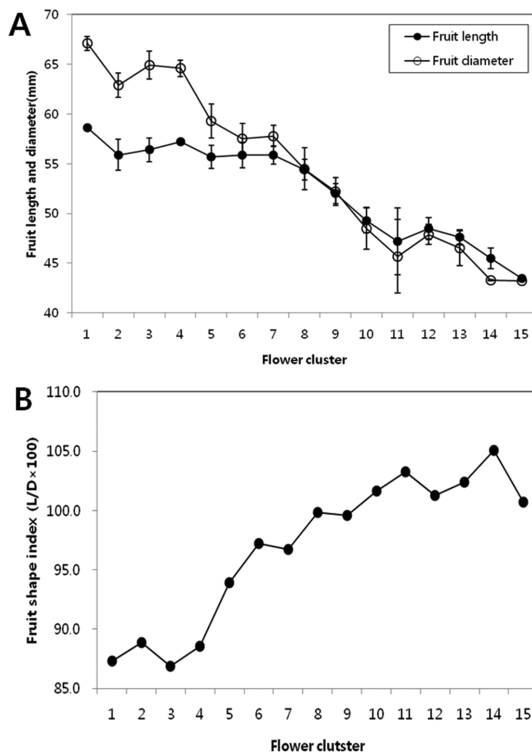 A
70
65
60
55
50
45
40
Fruit length and diameter(mm)
Fruit length
Fruit diameter
1 2 3 4 5 6 7 8 9 10 11 12 13 14 15
Flower cluster
B
110.0
105.0
100.0
95.0
90.0
85.0
Fruit shape index (L/D×100)
1 2 3 4 5 6 7 8 9 10 11 12 13 14 15
Flower clutster